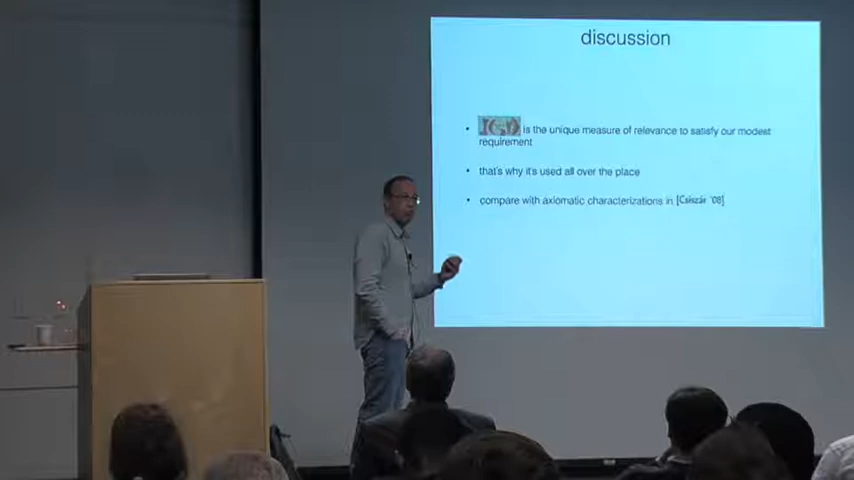 discussion
• is the unique measure of relevance to satisfy our modest
requirement
• that's why it's used all over the place
• compare with axiomatic characterizations in [Csiszár '08]